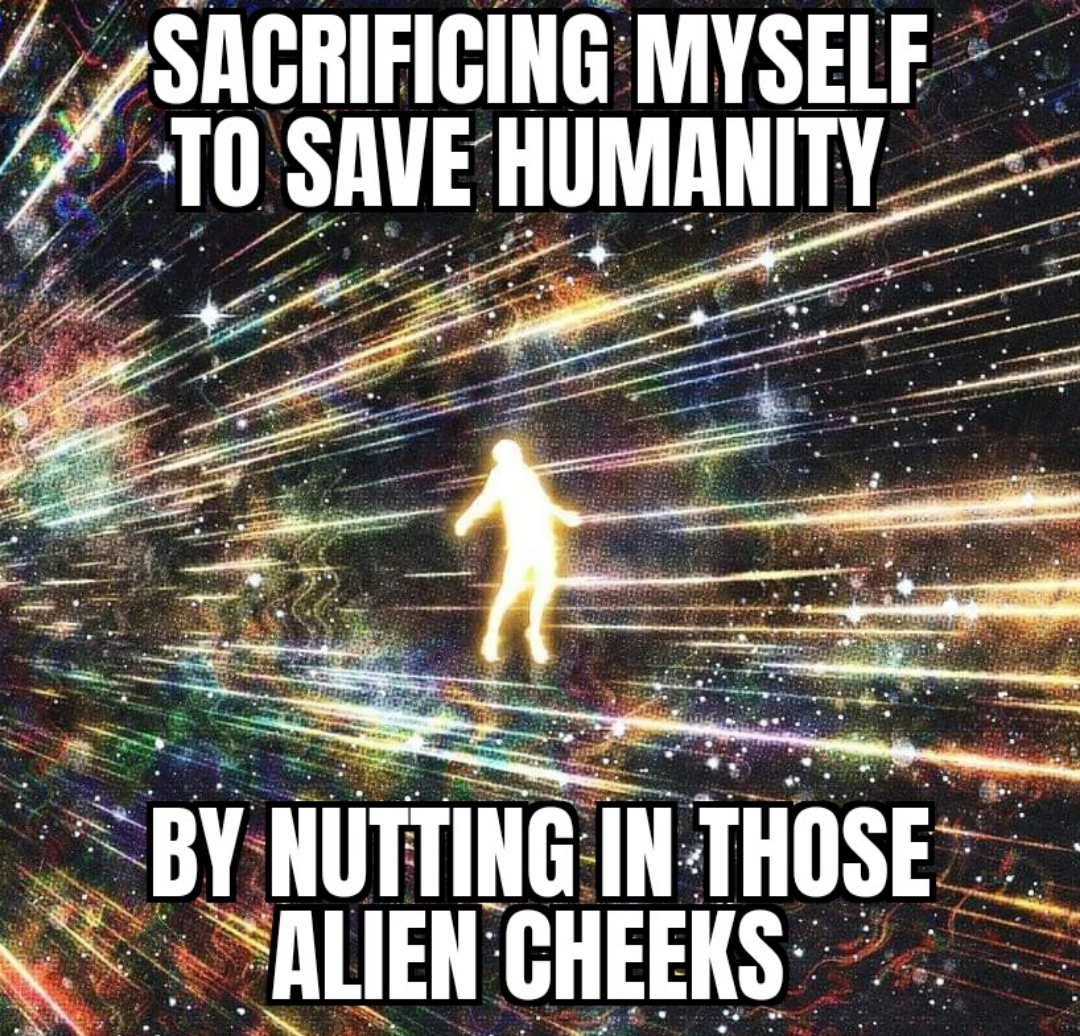 SACRIFICING MYSELF
TO SAVE HUMANITY
BY NUTTING IN THOSE
ALIEN CHEEKS